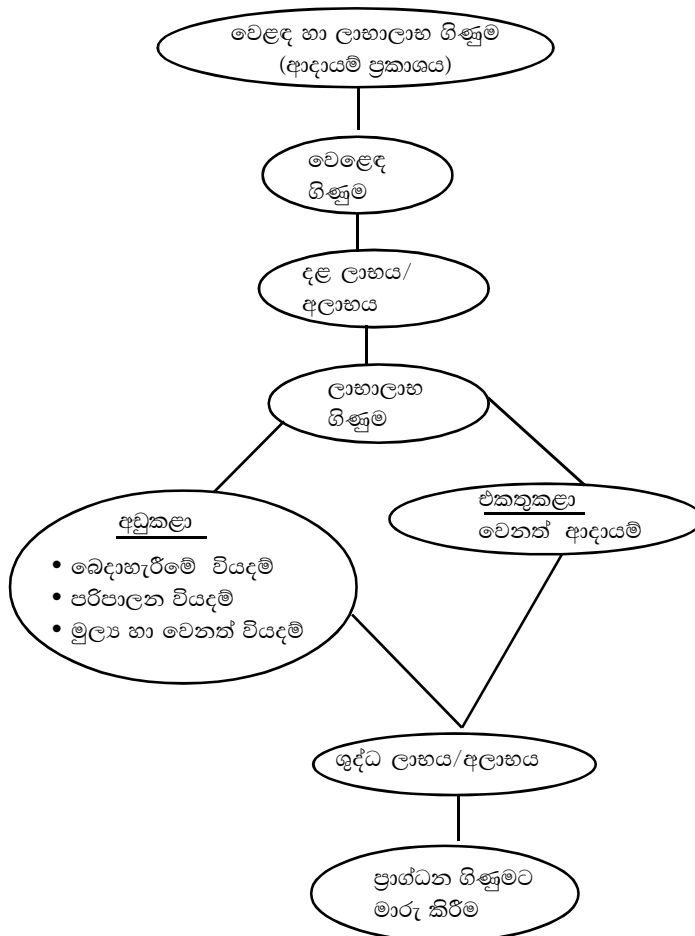 වෙළඳ හා ලාභාලාභ ගිණුම
(ආදායම් ප්‍රකාශය)
වෙළෙඳ
ගිණුම
දළ ලාභය/
අලාභය
ලාභාලාභ
ගිණුම
අඩුකළා
• බෙදාහැරීමේ වියදම්
• පරිපාලන වියදම්
• මුල්‍ය හා වෙනත් වියදම්
එකතුකළා
වෙනත් ආදායම්
ශුද්ධ ලාභය/අලාභය
ප්‍රාග්ධන ගිණුමට
මාරු කිරීම